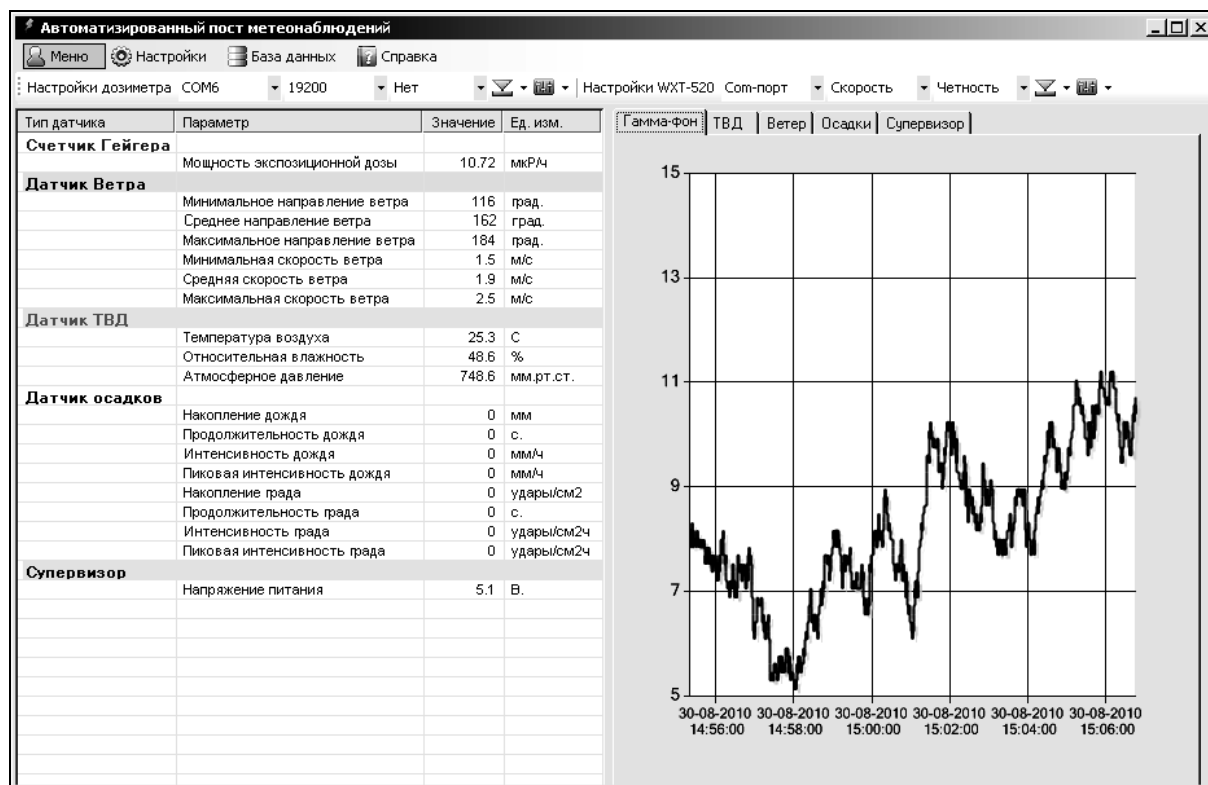 Автоматизированный пост метеонаблюдений
Меню Настройки База данных Справка
Настройки дозиметра COM6 19200 Нет Настройки WXT-520 Com-порт Скорость Четность
Тип датчика Параметр Значение Ед. изм.
Счетчик Гейгера
Мощность экспозиционной дозы 10.72 мкР/ч
Датчик Ветра
Минимальное направление ветра 116 град.
Среднее направление ветра 162 град.
Максимальное направление ветра 184 град.
Минимальная скорость ветра 1.5 м/с
Средняя скорость ветра 1.9 м/с
Максимальная скорость ветра 2.5 м/с
Датчик ТВД
Температура воздуха 25.3 С
Относительная влажность 48.6 %
Атмосферное давление 748.6 мм.рт.ст.
Датчик осадков
Накопление дождя 0 мм
Продолжительность дождя 0 с.
Интенсивность дождя 0 мм/ч
Пиковая интенсивность дождя 0 мм/ч
Накопление града 0 удары/см2
Продолжительность града 0 с.
Интенсивность града 0 удары/см2ч
Пиковая интенсивность града 0 удары/см2ч
Супервизор
Напряжение питания 5.1 В.
Гамма-фон ТВД Ветер Осадки Супервизор
15
13
11
9
7
5
30-08-2010 30-08-2010 30-08-2010 30-08-2010 30-08-2010 30-08-2010
14:56:00 14:58:00 15:00:00 15:02:00 15:04:00 15:06:00